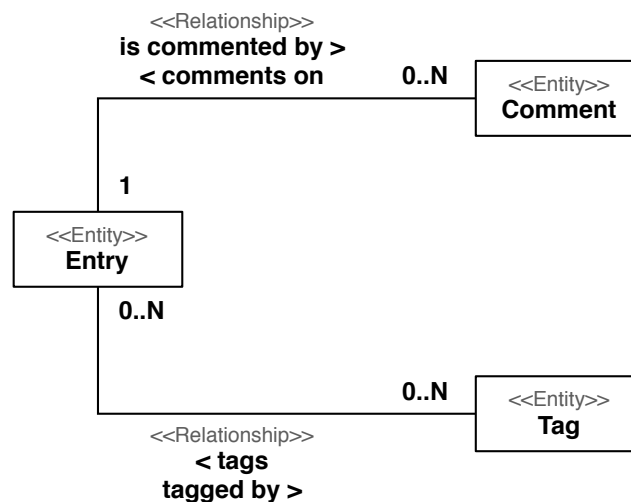 <<Relationship>>
is commented by >
< comments on
0..N
<<Entity>>
Comment
1
<<Entity>>
Entry
0..N
0..N
<<Entity>>
Tag
<<Relationship>>
< tags
tagged by >